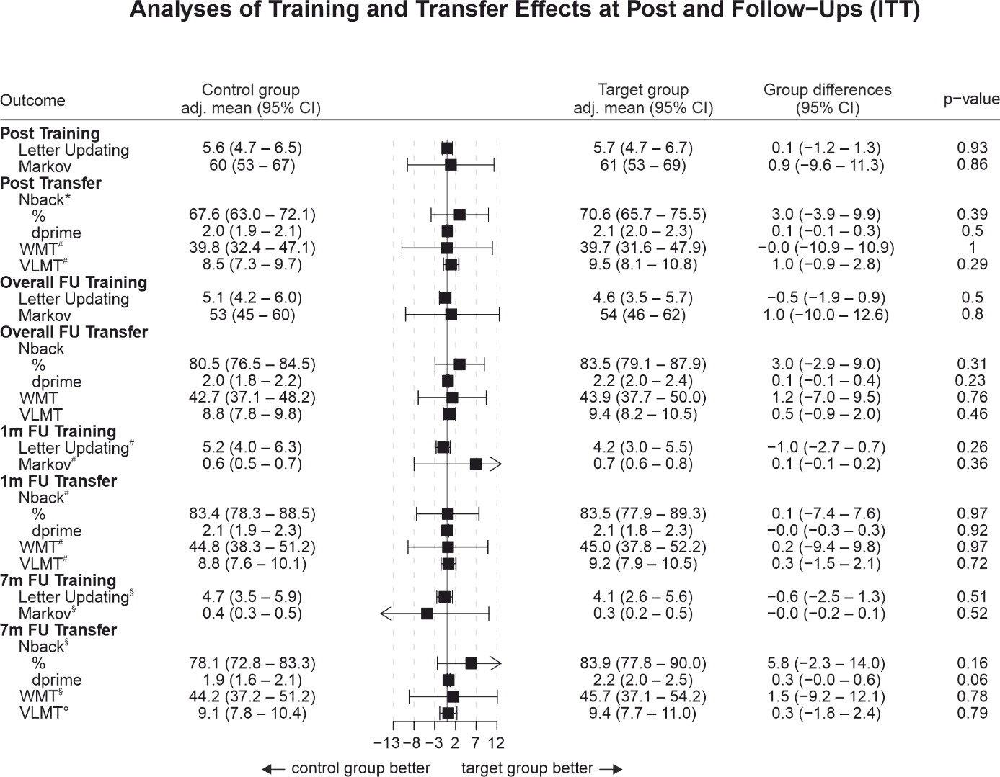 Analyses of Training and Transfer Effects at Post and Follow−Ups (ITT)
Outcome Control group adj. mean (95% CI) Target group adj. mean (95% CI) Group differences (95% CI) p−value
Post Training
Letter Updating 5.6 (4.7 – 6.5) 5.7 (4.7 – 6.7) 0.1 (−1.2 – 1.3) 0.93
Markov 60 (53 – 67) 61 (53 – 69) 0.9 (−9.6 – 11.3) 0.86
Post Transfer
Nback*
% 67.6 (63.0 – 72.1) 70.6 (65.7 – 75.5) 3.0 (−3.9 – 9.9) 0.39
dprime 2.0 (1.9 – 2.1) 2.1 (2.0 – 2.3) 0.1 (−0.1 – 0.3) 0.5
WMT# 39.8 (32.4 – 47.1) 39.7 (31.6 – 47.9) −0.0 (−10.9 – 10.9) 1
VLMT# 8.5 (7.3 – 9.7) 9.5 (8.1 – 10.8) 1.0 (−0.9 – 2.8) 0.29
Overall FU Training
Letter Updating 5.1 (4.2 – 6.0) 4.6 (3.5 – 5.7) −0.5 (−1.9 – 0.9) 0.5
Markov 53 (45 – 60) 54 (46 – 62) 1.0 (−10.0 – 12.6) 0.8
Overall FU Transfer
Nback
% 80.5 (76.5 – 84.5) 83.5 (79.1 – 87.9) 3.0 (−2.9 – 9.0) 0.31
dprime 2.0 (1.8 – 2.2) 2.2 (2.0 – 2.4) 0.1 (−0.1 – 0.4) 0.23
WMT 42.7 (37.1 – 48.2) 43.9 (37.7 – 50.0) 1.2 (−7.0 – 9.5) 0.76
VLMT 8.8 (7.8 – 9.8) 9.4 (8.2 – 10.5) 0.5 (−0.9 – 2.0) 0.46
1m FU Training
Letter Updating# 5.2 (4.0 – 6.3) 4.2 (3.0 – 5.5) −1.0 (−2.7 – 0.7) 0.26
Markov# 0.6 (0.5 – 0.7) 0.7 (0.6 – 0.8) 0.1 (−0.1 – 0.2) 0.36
1m FU Transfer
Nback#
% 83.4 (78.3 – 88.5) 83.5 (77.9 – 89.3) 0.1 (−7.4 – 7.6) 0.97
dprime 2.1 (1.9 – 2.3) 2.1 (1.8 – 2.3) −0.0 (−0.3 – 0.3) 0.92
WMT# 44.8 (38.3 – 51.2) 45.0 (37.8 – 52.2) 0.2 (−9.4 – 9.8) 0.97
VLMT# 8.8 (7.6 – 10.1) 9.2 (7.9 – 10.5) 0.3 (−1.5 – 2.1) 0.72
7m FU Training
Letter Updating§ 4.7 (3.5 – 5.9) 4.1 (2.6 – 5.6) −0.6 (−2.5 – 1.3) 0.51
Markov§ 0.4 (0.3 – 0.5) 0.3 (0.2 – 0.5) −0.0 (−0.2 – 0.1) 0.52
7m FU Transfer
Nback§
% 78.1 (72.8 – 83.3) 83.9 (77.8 – 90.0) 5.8 (−2.3 – 14.0) 0.16
dprime 1.9 (1.6 – 2.1) 2.2 (2.0 – 2.5) 0.3 (−0.0 – 0.6) 0.06
WMT§ 44.2 (37.2 – 51.2) 45.7 (37.1 – 54.2) 1.5 (−9.2 – 12.1) 0.78
VLMT° 9.1 (7.8 – 10.4) 9.4 (7.7 – 11.0) 0.3 (−1.8 – 2.4) 0.79
−13 −8 −3 2 7 12
control group better target group better